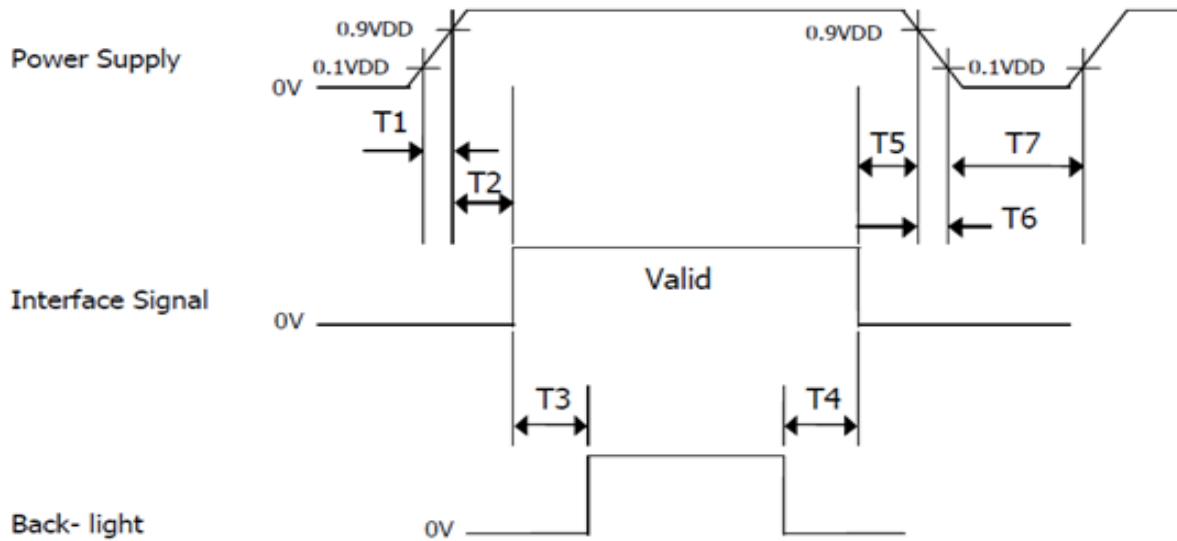 0.9VDD
0.9VDD
Power Supply
0.1VDD
0.1VDD
0V
T1
T5
T7
T2
T6
Valid
Interface Signal
0V
T3
T4
Back- light
0V